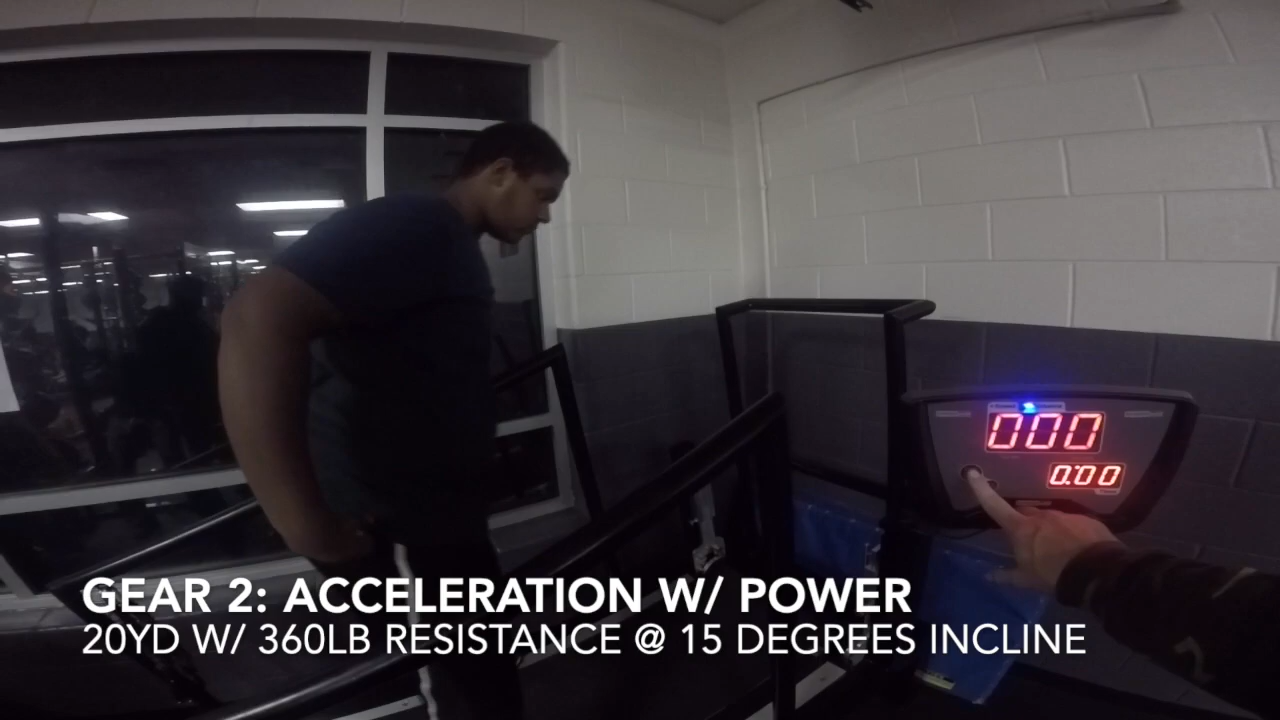 000
0:00
GEAR 2: ACCELERATION W/ POWER
20YD W/ 360LB RESISTANCE @ 15 DEGREES INCLINE